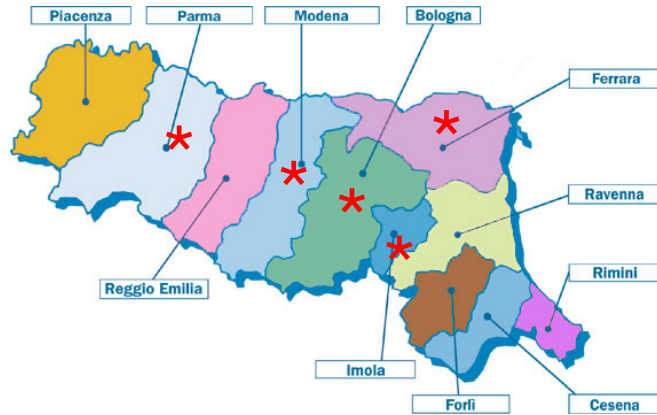 Piacenza
Parma
Modena
Bologna
Ferrara
Ravenna
Rimini
Reggio Emilia
Imola
Forlì
Cesena